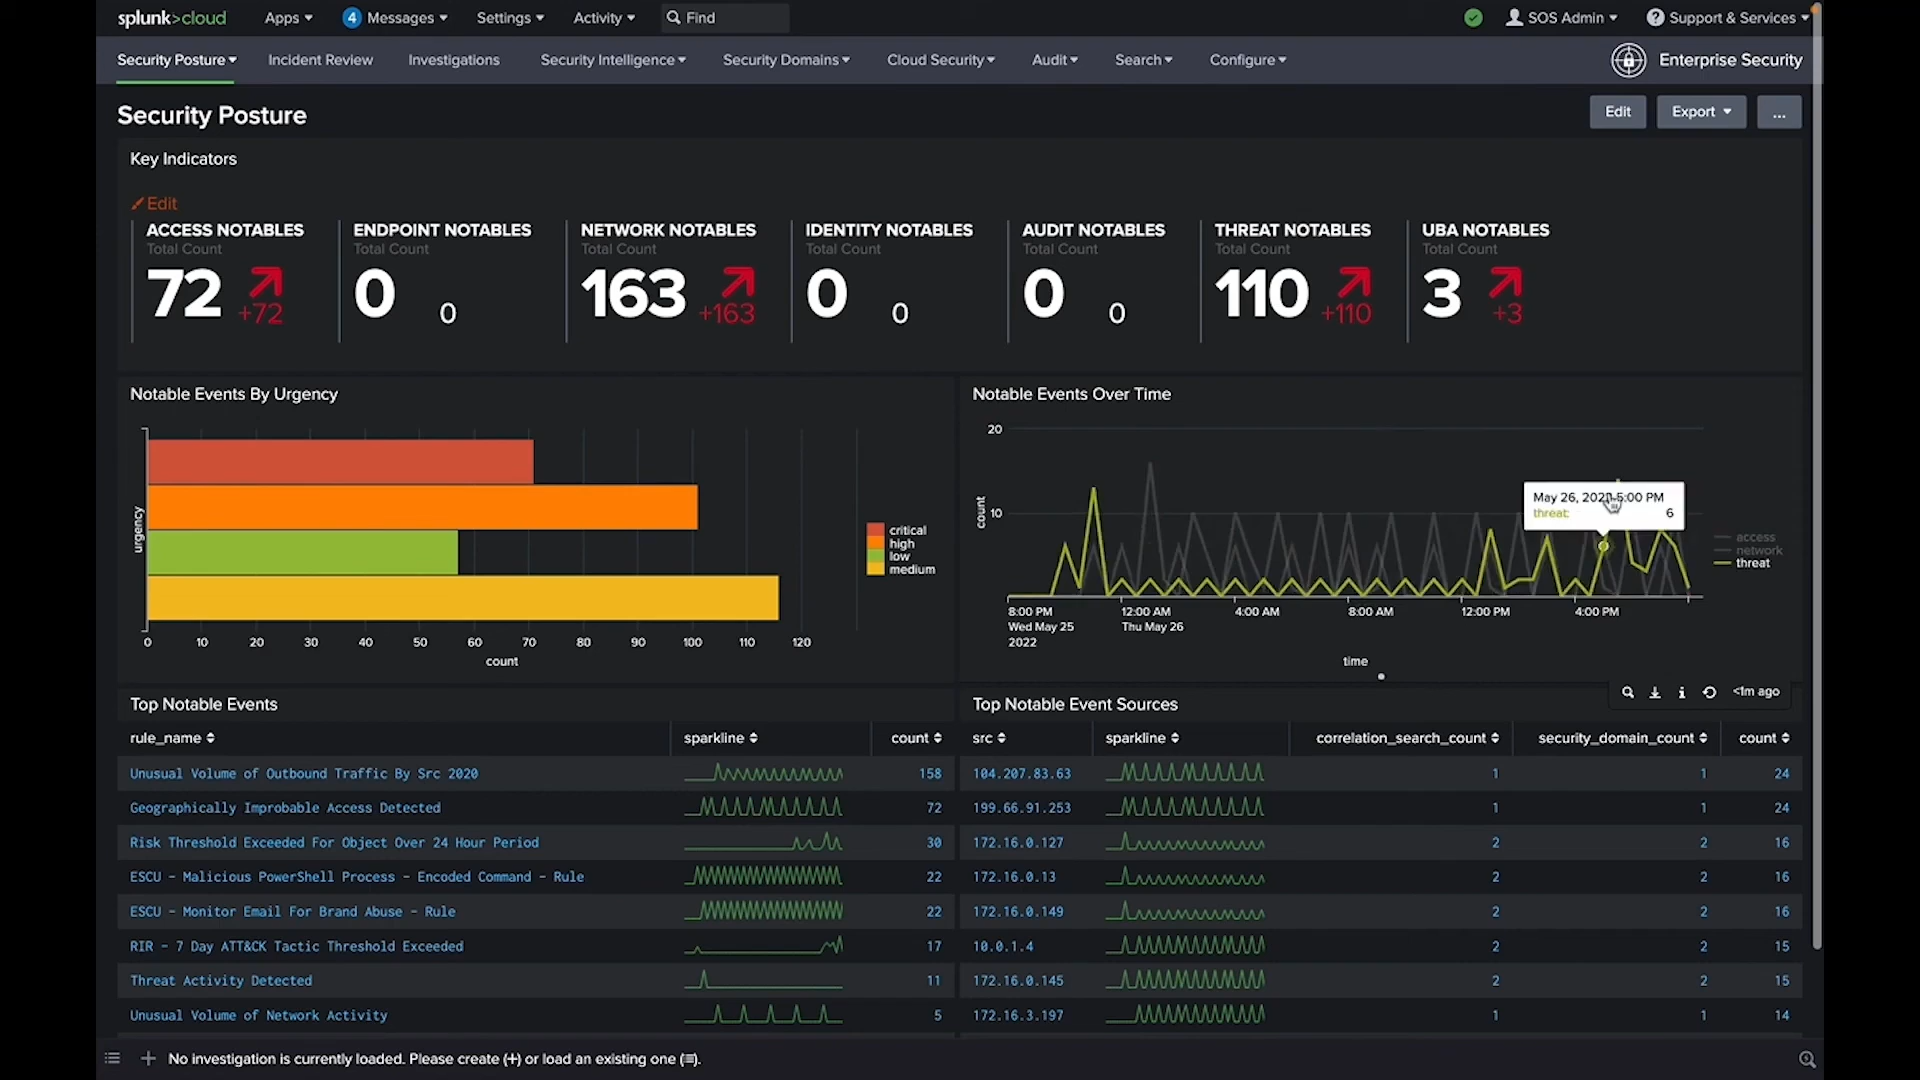 splunk>cloud Apps 4 Messages Settings Activity Find SOS Admin ? Support & Services
Security Posture Incident Review Investigations Security Intelligence Security Domains Cloud Security Audit Search Configure Enterprise Security
Security Posture Edit Export ...
Key Indicators
Edit
ACCESS NOTABLES ENDPOINT NOTABLES NETWORK NOTABLES IDENTITY NOTABLES AUDIT NOTABLES THREAT NOTABLES UBA NOTABLES
Total Count Total Count Total Count Total Count Total Count Total Count Total Count
72 +72 0 0 163 +163 0 0 0 0 110 +110 3 +3
Notable Events By Urgency
urgency
critical
high
low
medium
0 10 20 30 40 50 60 70 80 90 100 110 120
count
Notable Events Over Time
20
10
count
May 26, 5:00 PM
threat: 6
access
network
threat
8:00 PM 12:00 AM 4:00 AM 8:00 AM 12:00 PM 4:00 PM
Wed May 25 Thu May 26
2022
time
<1m ago
Top Notable Events
rule_name sparkline count
Unusual Volume of Outbound Traffic By Src 2020 158
Geographically Improbable Access Detected 72
Risk Threshold Exceeded For Object Over 24 Hour Period 30
ESCU - Malicious PowerShell Process - Encoded Command - Rule 22
ESCU - Monitor Email For Brand Abuse - Rule 22
RIR - 7 Day ATT&CK Tactic Threshold Exceeded 17
Threat Activity Detected 11
Unusual Volume of Network Activity 5
Top Notable Event Sources
src sparkline correlation_search_count security_domain_count count
104.207.83.63 1 1 24
199.66.91.253 1 1 24
172.16.0.127 2 2 16
172.16.0.13 2 2 16
172.16.0.149 2 2 16
10.0.1.4 2 2 15
172.16.0.145 2 2 15
172.16.3.197 1 1 14
No investigation is currently loaded. Please create (+) or load an existing one (≡).